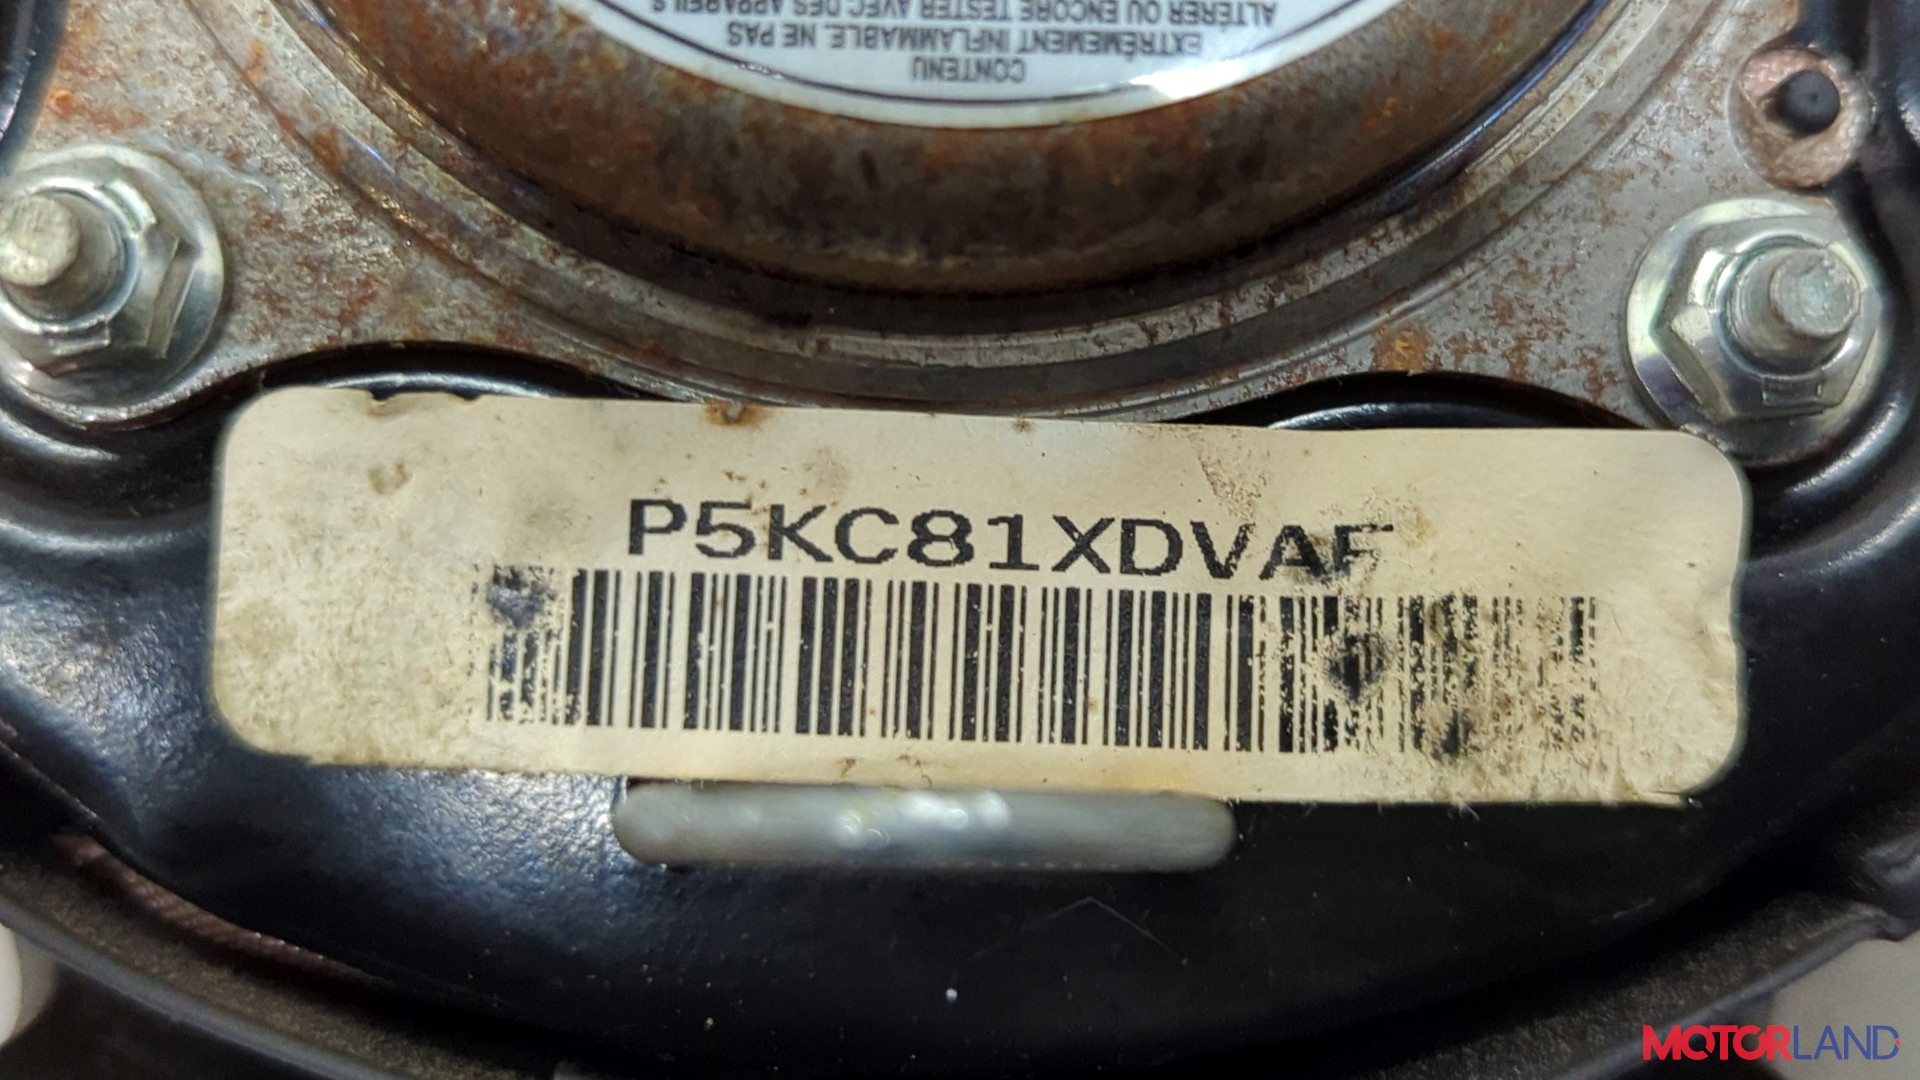 ALTÉRER OU ENCORE TESTER AVEC DES APPAREILS
EXTRÊMEMENT INFLAMMABLE. NE PAS
CONTENU
P5KC81XDVAF
MOTORLAND